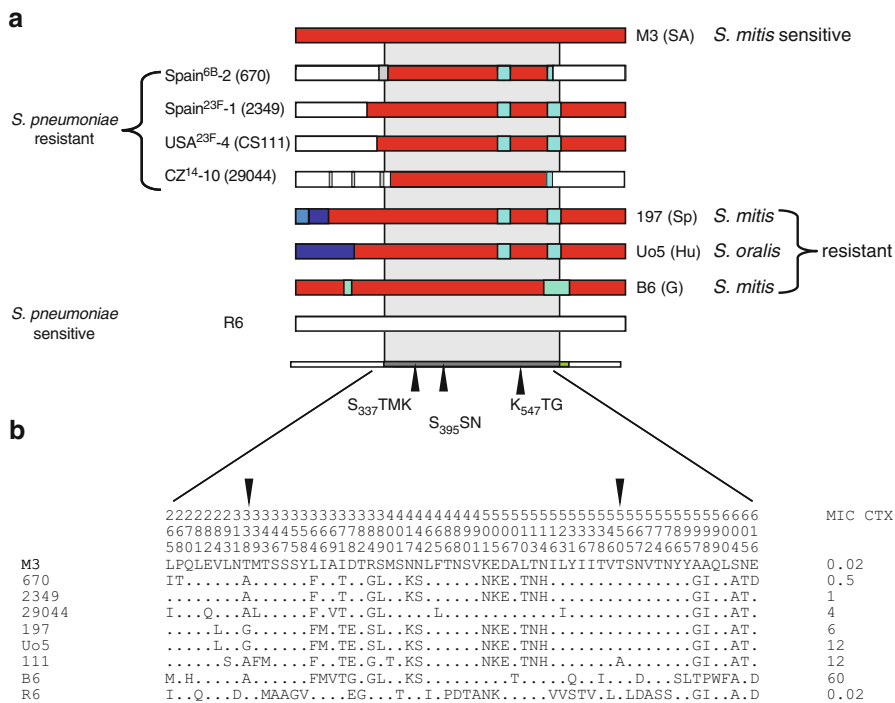 a
M3 (SA) S. mitis sensitive
Spain6B-2 (670)
Spain23F-1 (2349)
S. pneumoniae
resistant
USA23F-4 (CS111)
CZ14-10 (29044)
197 (Sp) S. mitis
Uo5 (Hu) S. oralis resistant
B6 (G) S. mitis
S. pneumoniae
sensitive
R6
S337TMK
S395SN
K547TG
b
MIC CTX
M3 LPQLEVLNTMTSSSYLIAIDTRSMSNNLFTNSVKEDALTNILYIITVTSNVTNYYAAQLSNE 0.02
670 IT......A......F..T..GL..KS......NKE.TNH...............GI..ATD 0.5
2349 ........A......F..T..GL..KS......NKE.TNH...............GI..AT. 1
29044 I...Q...AL.....F.VT.GL...KS.L............I.............GI..AT. 4
197 .....L..G......FM.TE.SL..KS......NKE.TNH...............GI..AT. 6
Uo5 .....L..G......FM.TE.SL..KS......NKE.TNH...............GI..AT. 12
111 ......S.AFM....F..T..G.T.KS......NKE.TNH.......A.......GI..AT. 12
B6 M.H............FMVTG.GL..KS.........T.....Q..I...D...SLTPWFA.D 60
R6 I..Q...D..MAAGV....EG...T..I.PDTANK.....VVSTV.L.LDASS..GI..A.D 0.02